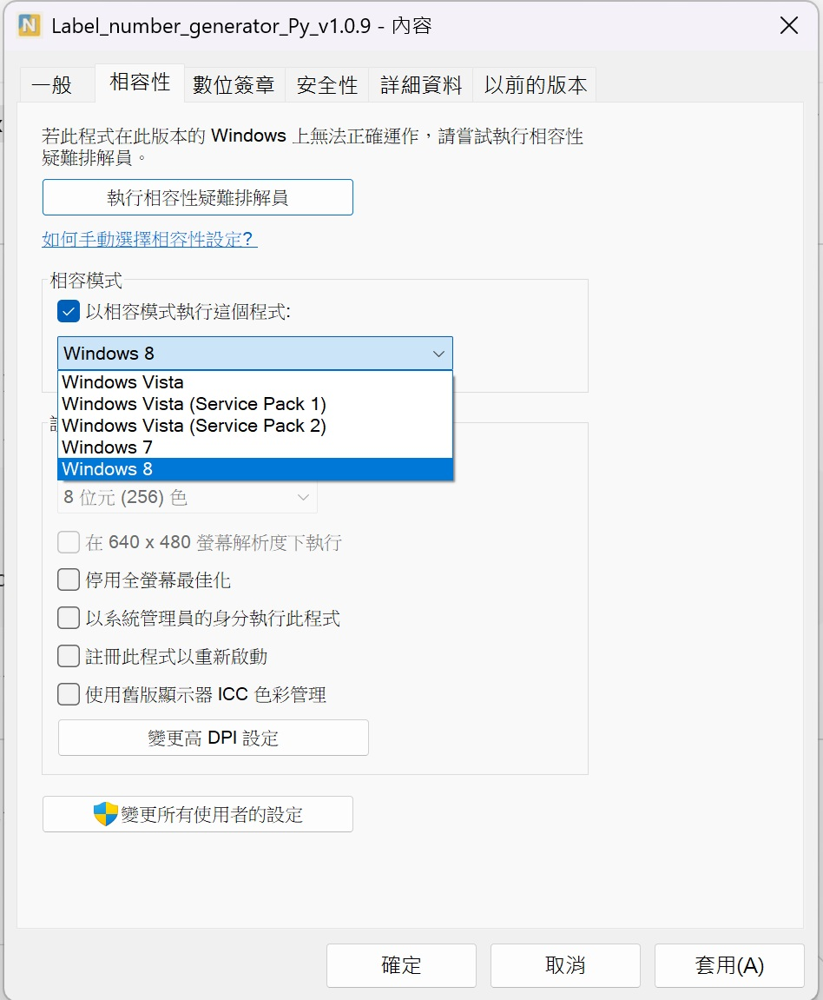 Label_number_generator_Py_v1.0.9 - 內容
一般 相容性 數位簽章 安全性 詳細資料 以前的版本
若此程式在此版本的 Windows 上無法正確運作，請嘗試執行相容性
疑難排解員。
執行相容性疑難排解員
如何手動選擇相容性設定?
相容模式
以相容模式執行這個程式:
Windows 8
Windows Vista
Windows Vista (Service Pack 1)
Windows Vista (Service Pack 2)
Windows 7
Windows 8
8 位元 (256) 色
在 640 x 480 螢幕解析度下執行
停用全螢幕最佳化
以系統管理員的身分執行此程式
註冊此程式以重新啟動
使用舊版顯示器 ICC 色彩管理
變更高 DPI 設定
變更所有使用者的設定
確定 取消 套用(A)